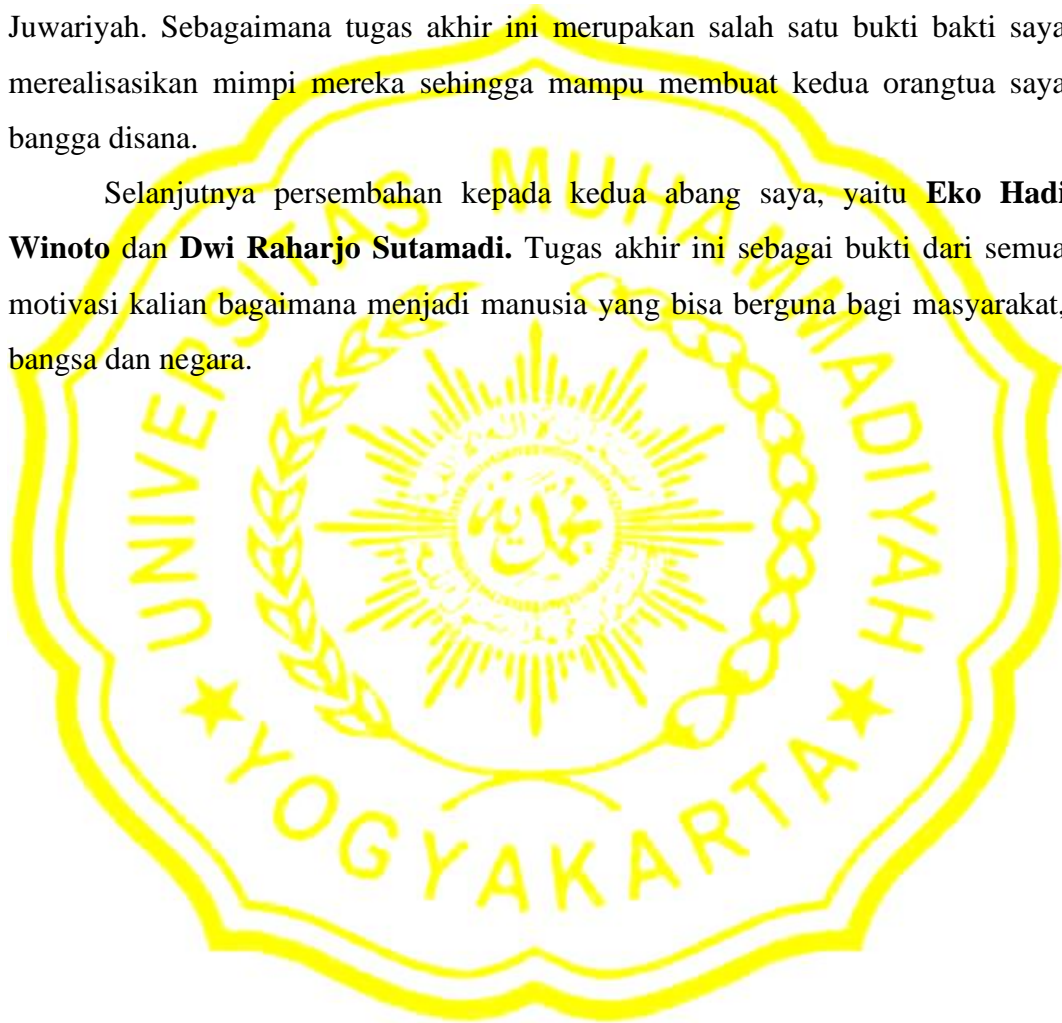 Juwariyah. Sebagaimana tugas akhir ini merupakan salah satu bukti bakti saya
merealisasikan mimpi mereka sehingga mampu membuat kedua orangtua saya
bangga disana.
Selanjutnya persembahan kepada kedua abang saya, yaitu Eko Hadi
Winoto dan Dwi Raharjo Sutamadi. Tugas akhir ini sebagai bukti dari semua
motivasi kalian bagaimana menjadi manusia yang bisa berguna bagi masyarakat,
bangsa dan negara.
UNIVERSITAS MUHAMMADIYAH
YOGYAKARTA